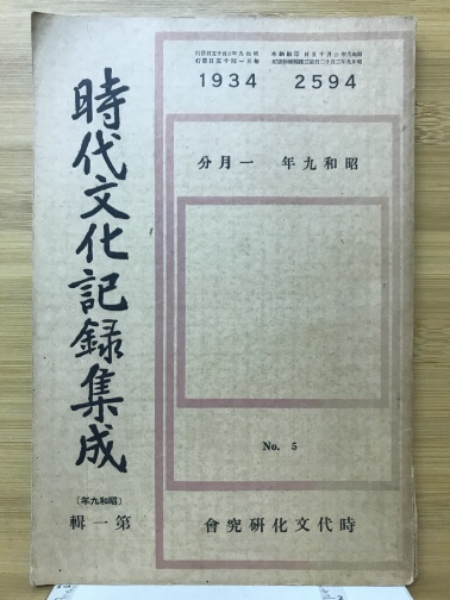 時代文化記録集成
〔昭和九年〕
第一輯
1934 2594
昭和九年 一月分
No. 5
時代文化研究會